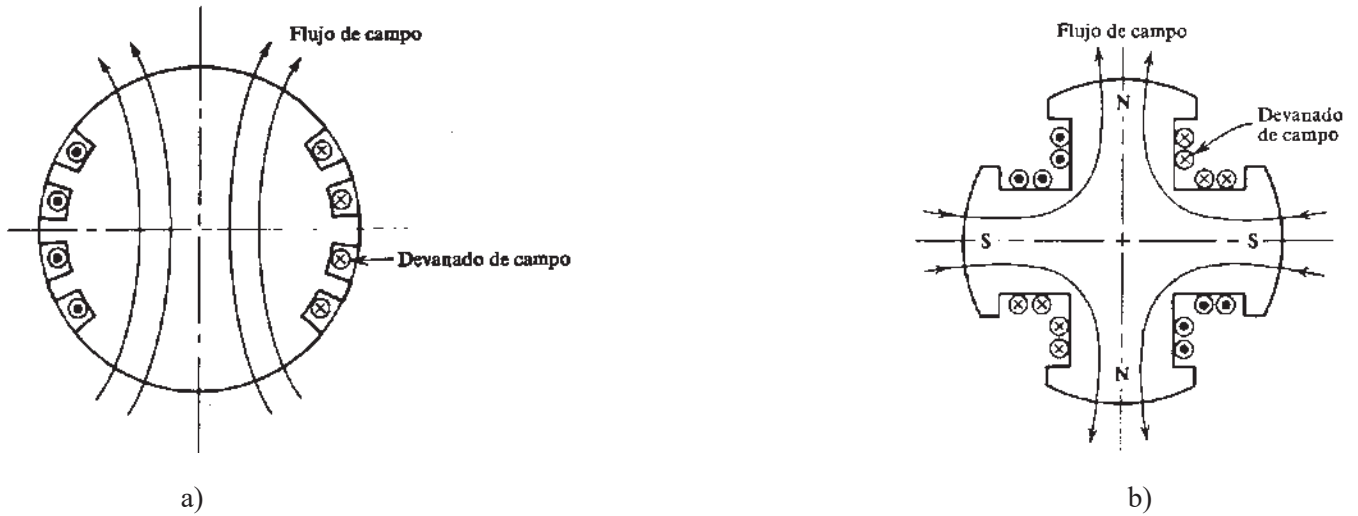 Flujo de campo
Devanado de campo
a)
Flujo de campo
N
Devanado
de campo
S
S
N
b)